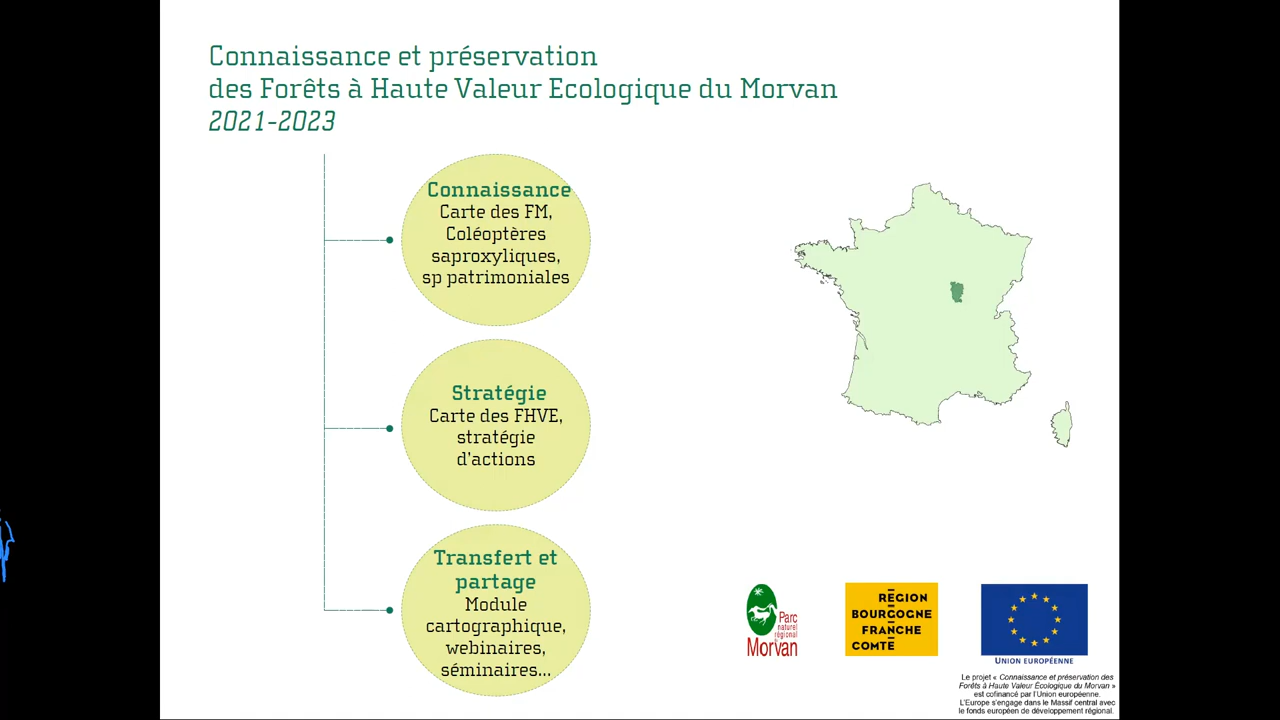 Connaissance et préservation
des Forêts à Haute Valeur Ecologique du Morvan
2021-2023
Connaissance
Carte des FM,
Coléoptères
saproxyliques,
sp patrimoniales
Stratégie
Carte des FHVE,
stratégie
d'actions
Transfert et
partage
Module
cartographique,
webinaires,
séminaires...
Parc
naturel
régional
du
Morvan
RÉGION
BOURGOGNE
FRANCHE
COMTÉ
UNION EUROPÉENNE
Le projet « Connaissance et préservation des
Forêts à Haute Valeur Écologique du Morvan »
est cofinancé par l'Union européenne.
L'Europe s'engage dans le Massif central avec
le fonds européen de développement régional.